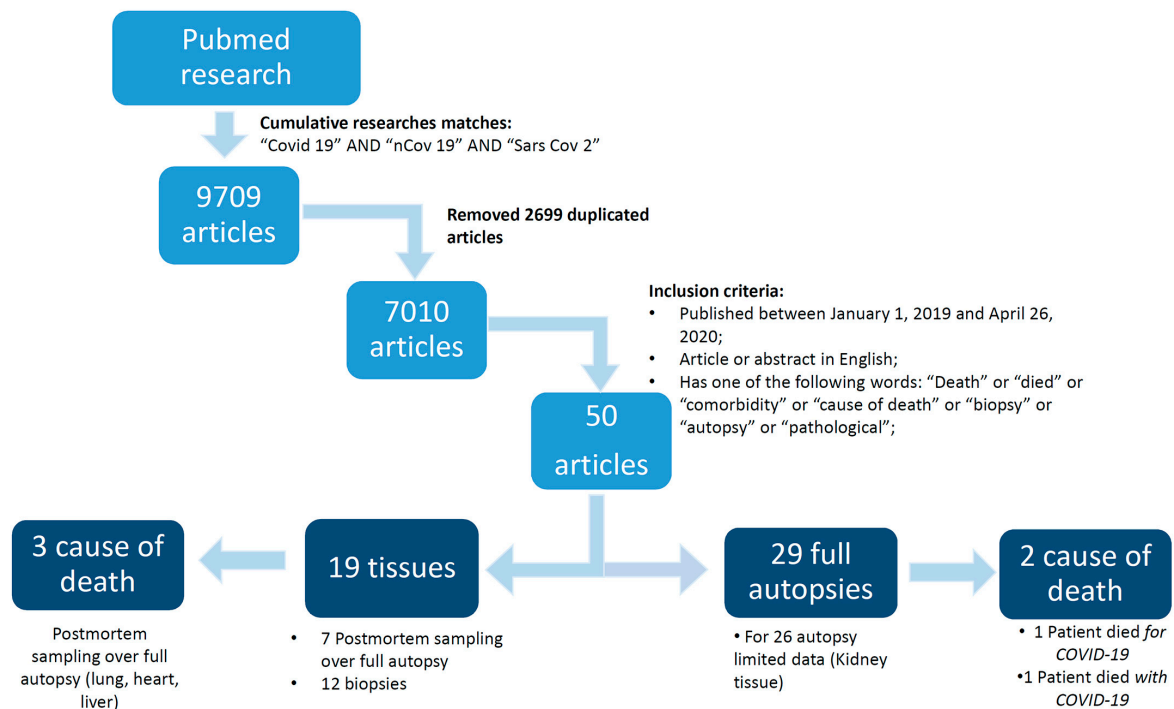 Pubmed
research
Cumulative researches matches:
“Covid 19” AND “nCov 19” AND “Sars Cov 2”
9709
articles
Removed 2699 duplicated
articles
7010
articles
Inclusion criteria:
• Published between January 1, 2019 and April 26,
2020;
• Article or abstract in English;
• Has one of the following words: “Death” or “died” or
“comorbidity” or “cause of death” or “biopsy” or
“autopsy” or “pathological”;
50
articles
3 cause of
death
Postmortem
sampling over full
autopsy (lung, heart,
liver)
19 tissues
• 7 Postmortem sampling
over full autopsy
• 12 biopsies
29 full
autopsies
• For 26 autopsy
limited data (Kidney
tissue)
2 cause of
death
• 1 Patient died for
COVID-19
•1 Patient died with
COVID-19